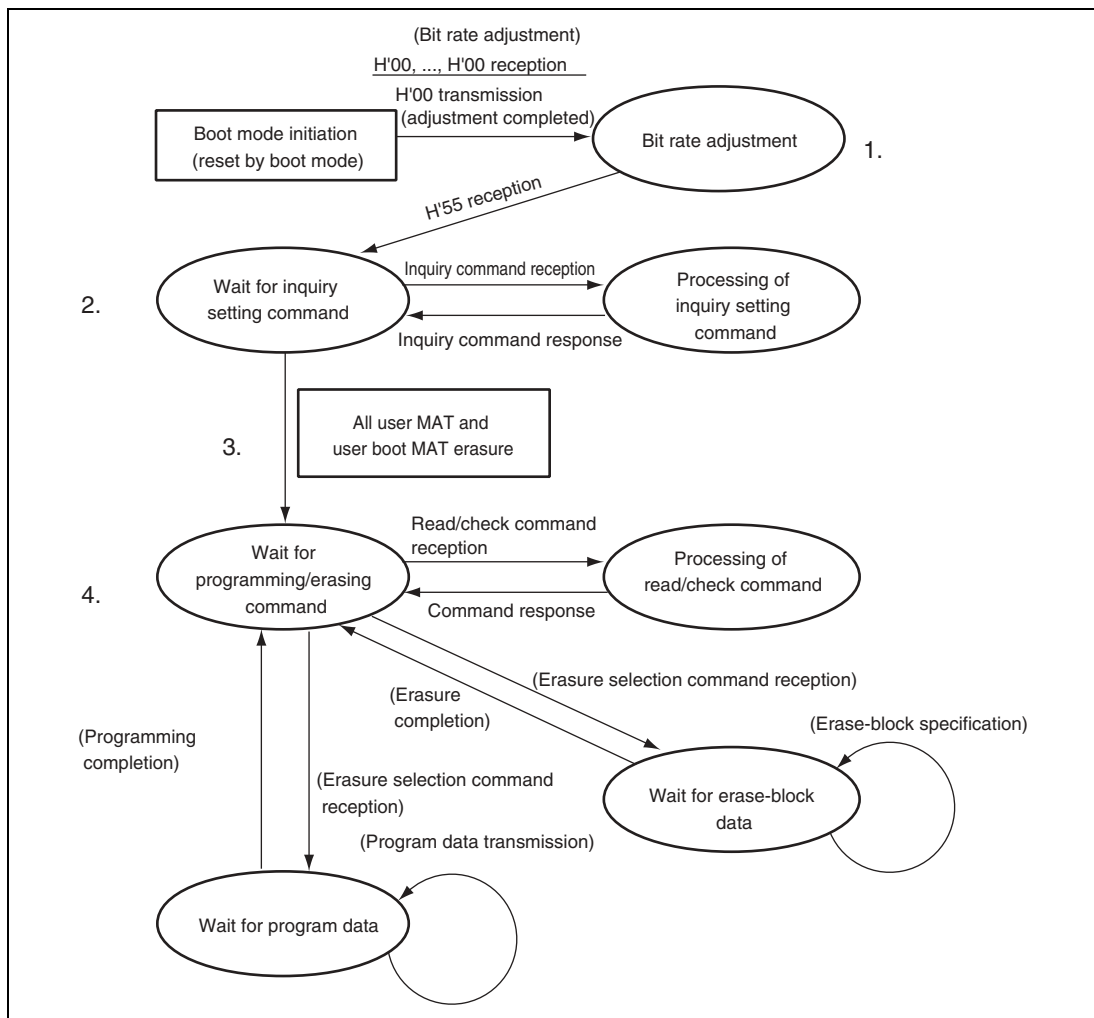 (Bit rate adjustment)
H'00, ..., H'00 reception
H'00 transmission
(adjustment completed)
Boot mode initiation
(reset by boot mode)
Bit rate adjustment
1.
H'55 reception
2.
Wait for inquiry
setting command
Inquiry command reception
Inquiry command response
Processing of
inquiry setting
command
3.
All user MAT and
user boot MAT erasure
4.
Wait for
programming/erasing
command
Read/check command
reception
Command response
Processing of
read/check command
(Erasure selection command reception)
(Erasure
completion)
(Erase-block specification)
(Programming
completion)
(Erasure selection command
reception)
Wait for erase-block
data
(Program data transmission)
Wait for program data